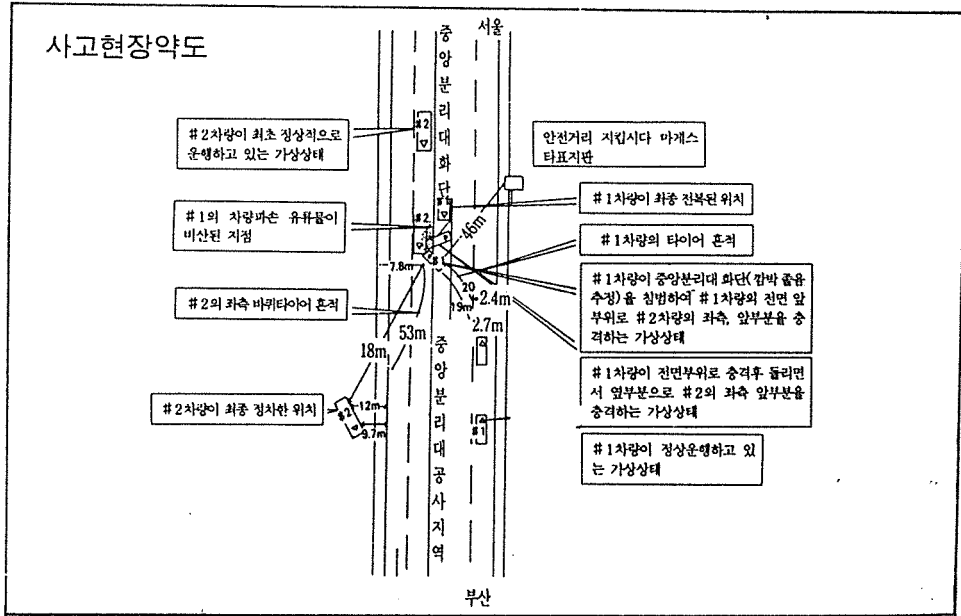 사고현장약도
서울
중앙분리대화단
#2
#2차량이 최초 정상적으로
운행하고 있는 가상상태
안전거리 지킵시다 마게스
타표지판
#1차량이 최종 전복된 위치
#1의 차량파손 유류물이
비산된 지점
#2
46m
#1차량의 타이어 흔적
7.8m
#1차량이 중앙분리대 화단(깜박 졸음
추정)을 침범하여 #1차량의 전면 앞
부위로 #2차량의 좌측, 앞부분을 충
격하는 가상상태
#2의 좌측 바퀴타이어 흔적
20
2.4m
19m
2.7m
53m
18m
중앙분리대공사지역
#1차량이 전면부위로 충격후 돌리면
서 옆부분으로 #2의 좌측 앞부분을
충격하는 가상상태
#2차량이 최종 정차한 위치
#2
12m
9.7m
#1
#1차량이 정상운행하고 있
는 가상상태
부산